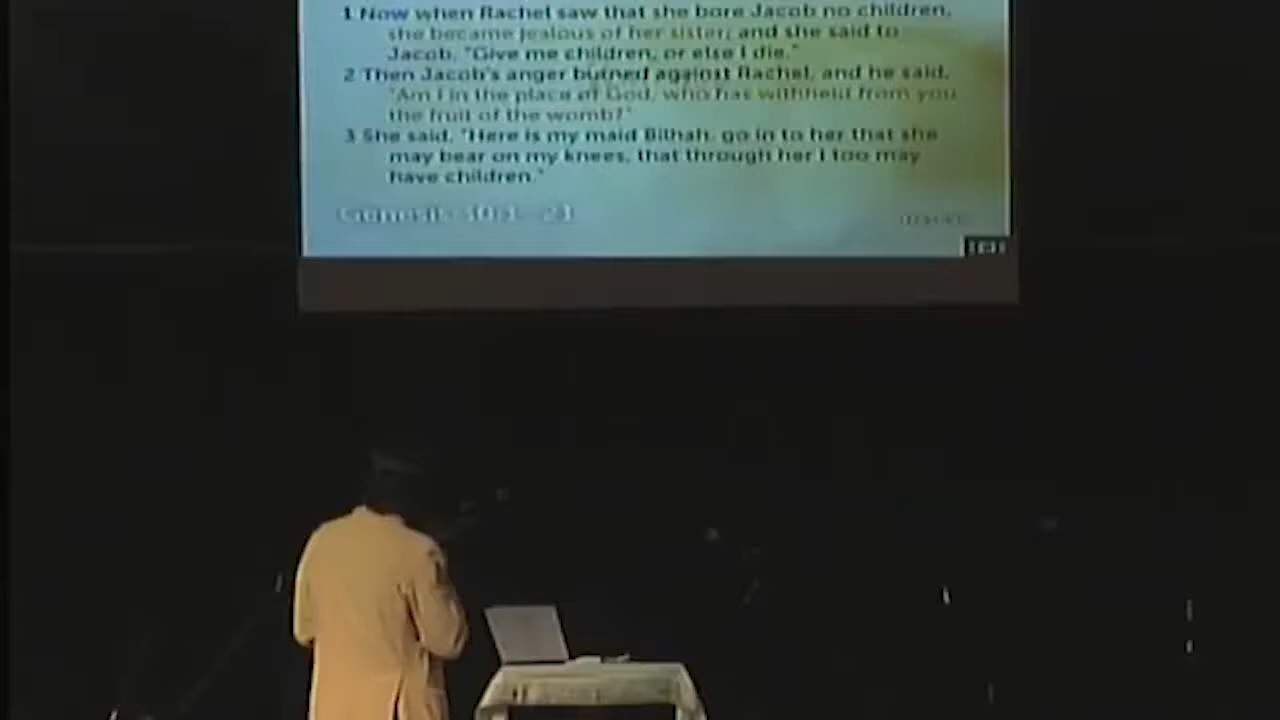 1 Now when Rachel saw that she bore Jacob no children,
she became jealous of her sister; and she said to
Jacob, "Give me children, or else I die."
2 Then Jacob's anger burned against Rachel, and he said,
"Am I in the place of God, who has withheld from you
the fruit of the womb?"
3 She said, "Here is my maid Bilhah, go in to her that she
may bear on my knees, that through her I too may
have children."
Genesis 30:1-24